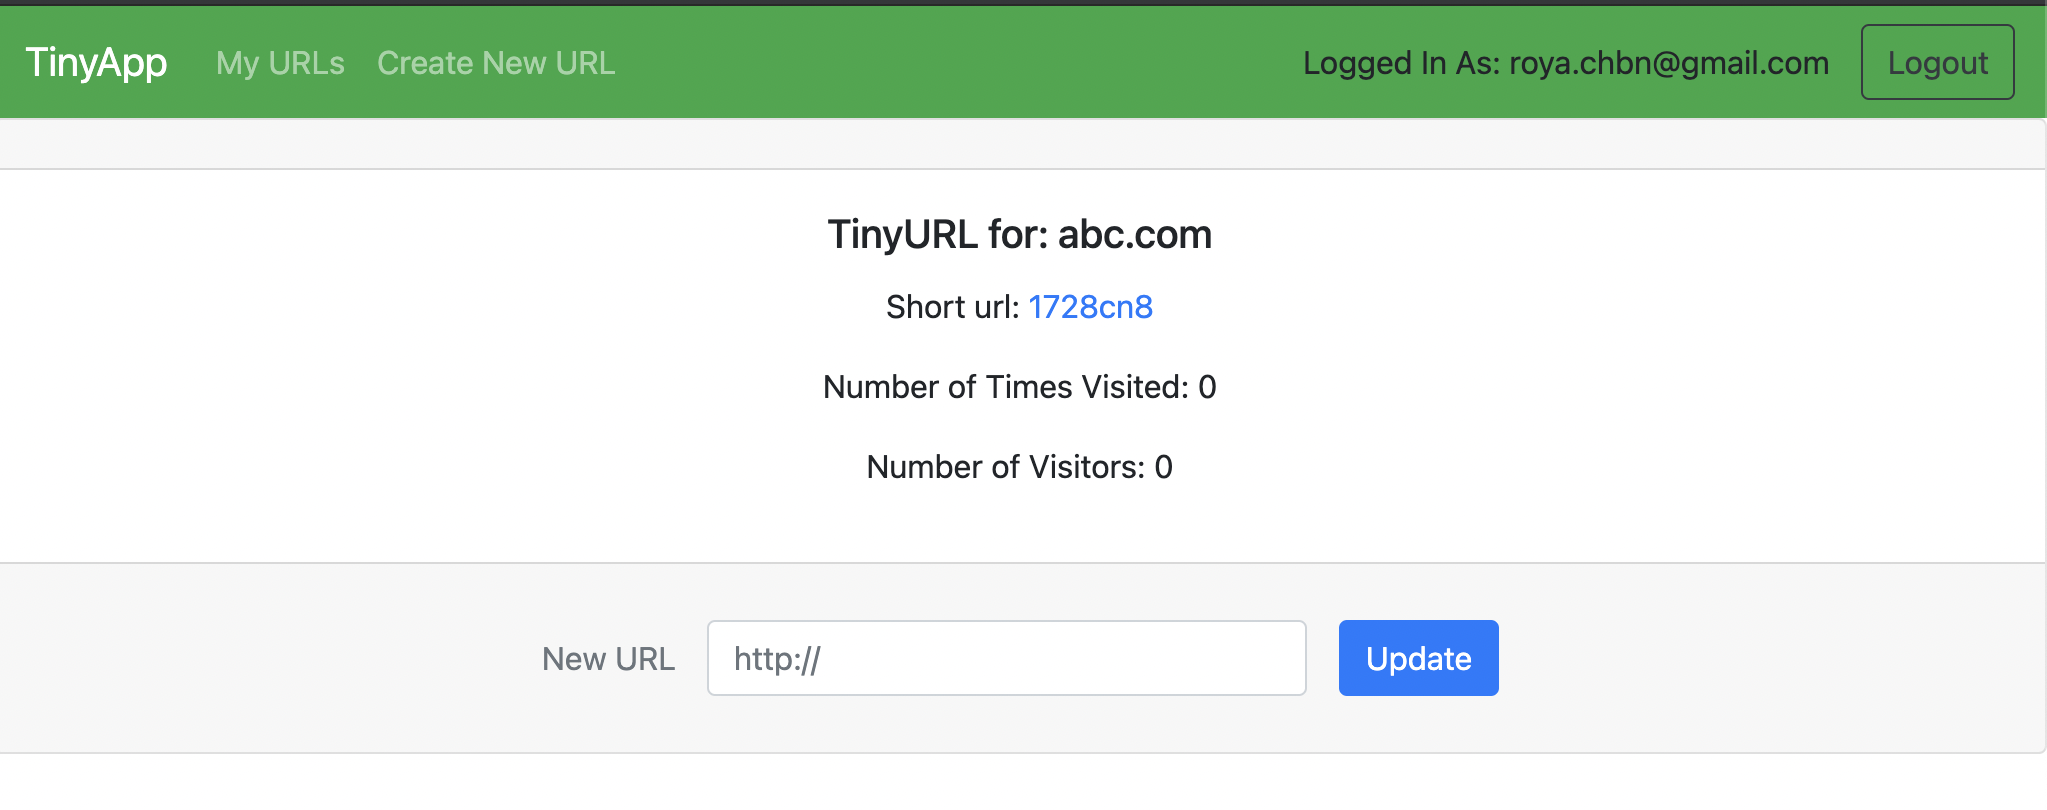 TinyApp My URLs Create New URL Logged In As: roya.chbn@gmail.com Logout
TinyURL for: abc.com
Short url: 1728cn8
Number of Times Visited: 0
Number of Visitors: 0
New URL http:// Update